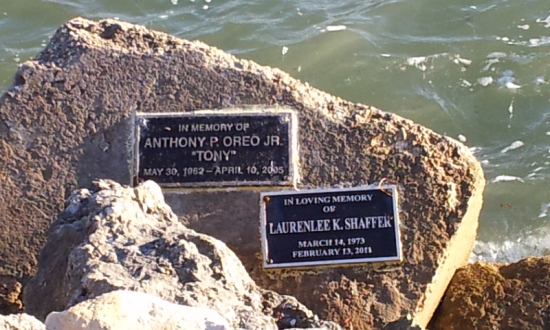 IN MEMORY OF
ANTHONY P. OREO JR.
"TONY"
MAY 30, 1962 – APRIL 10, 2005
IN LOVING MEMORY
OF
LAURENLEE K. SHAFFER
MARCH 14, 1973
FEBRUARY 13, 2011